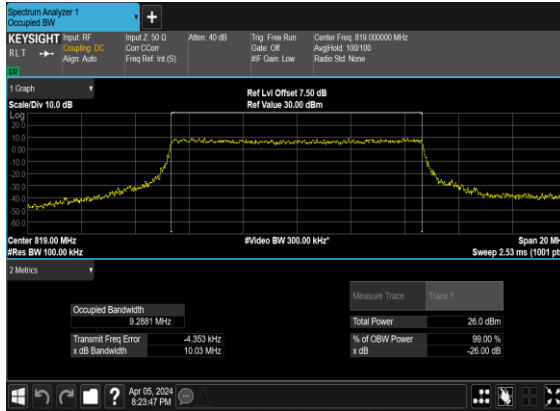 Spectrum Analyzer 1
Occupied BW
+
KEYSIGHT Input: RF Input Z: 50 Ω Atten: 40 dB Trig: Free Run Center Freq: 819.000000 MHz
RLT Coupling: DC Corr CCorr Gate: Off Avg|Hold: 100/100
Align: Auto Freq Ref: Int (S) #IF Gain: Low Radio Std: None
LU
1 Graph
Ref Lvl Offset 7.50 dB
Scale/Div 10.0 dB Ref Value 30.00 dBm
Log
20.0
10.0
0.00
-10.0
-20.0
-30.0
-40.0
-50.0
-60.0
Center 819.00 MHz #Video BW 300.00 kHz* Span 20 MH
#Res BW 100.00 kHz Sweep 2.53 ms (1001 pt
2 Metrics
Measure Trace Trace 1
Occupied Bandwidth
9.2881 MHz
Total Power 26.0 dBm
Transmit Freq Error -4.353 kHz % of OBW Power 99.00 %
x dB Bandwidth 10.03 MHz x dB -26.00 dB
? Apr 05, 2024
8:23:47 PM